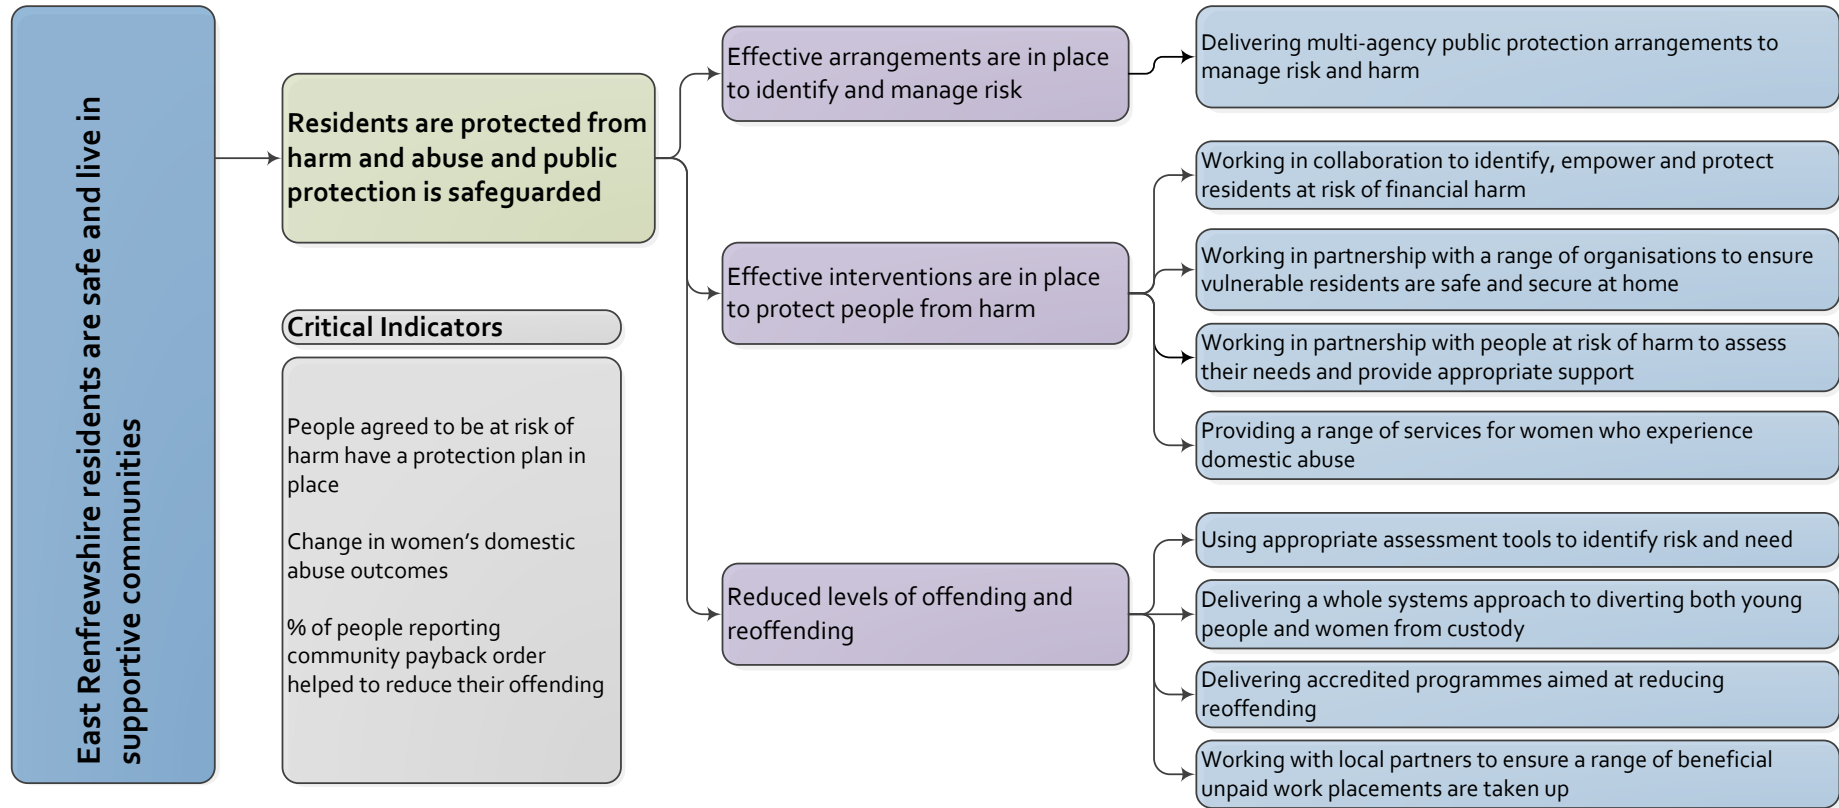 East Renfrewshire residents are safe and live in
supportive communities
Residents are protected from
harm and abuse and public
protection is safeguarded
Critical Indicators
People agreed to be at risk of
harm have a protection plan in
place
Change in women's domestic
abuse outcomes
% of people reporting
community payback order
helped to reduce their offending
Effective arrangements are in place
to identify and manage risk
Effective interventions are in place
to protect people from harm
Reduced levels of offending and
reoffending
Delivering multi-agency public protection arrangements to
manage risk and harm
Working in collaboration to identify, empower and protect
residents at risk of financial harm
Working in partnership with a range of organisations to ensure
vulnerable residents are safe and secure at home
Working in partnership with people at risk of harm to assess
their needs and provide appropriate support
Providing a range of services for women who experience
domestic abuse
Using appropriate assessment tools to identify risk and need
Delivering a whole systems approach to diverting both young
people and women from custody
Delivering accredited programmes aimed at reducing
reoffending
Working with local partners to ensure a range of beneficial
unpaid work placements are taken up